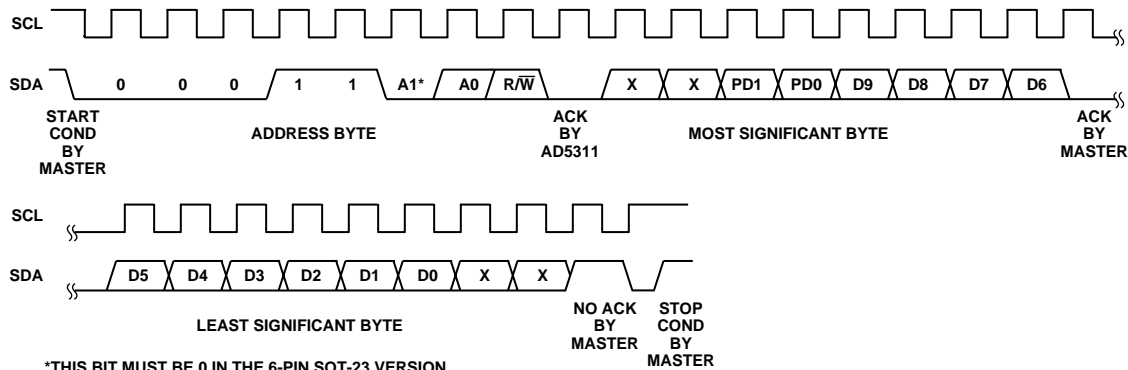 SCL
SDA 0 0 0 1 1 A1* A0 R/W̅ X X PD1 PD0 D9 D8 D7 D6
START COND BY MASTER
ADDRESS BYTE
ACK BY AD5311
MOST SIGNIFICANT BYTE
ACK BY MASTER
SCL
SDA D5 D4 D3 D2 D1 D0 X X
LEAST SIGNIFICANT BYTE
NO ACK BY MASTER
STOP COND BY MASTER
*THIS BIT MUST BE 0 IN THE 6-PIN SOT-23 VERSION